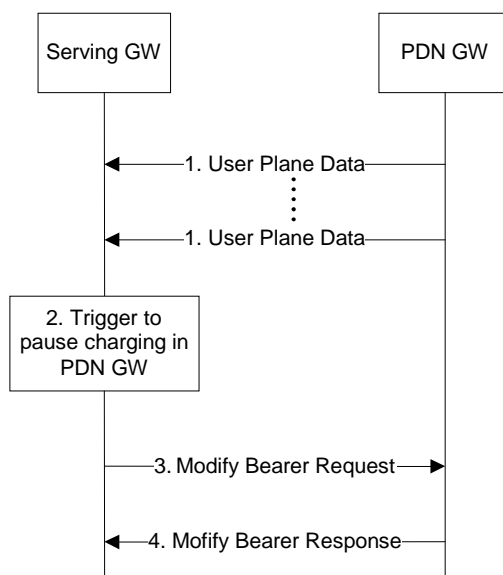 Serving GW
PDN GW
1. User Plane Data
1. User Plane Data
2. Trigger to
pause charging in
PDN GW
3. Modify Bearer Request
4. Mofify Bearer Response